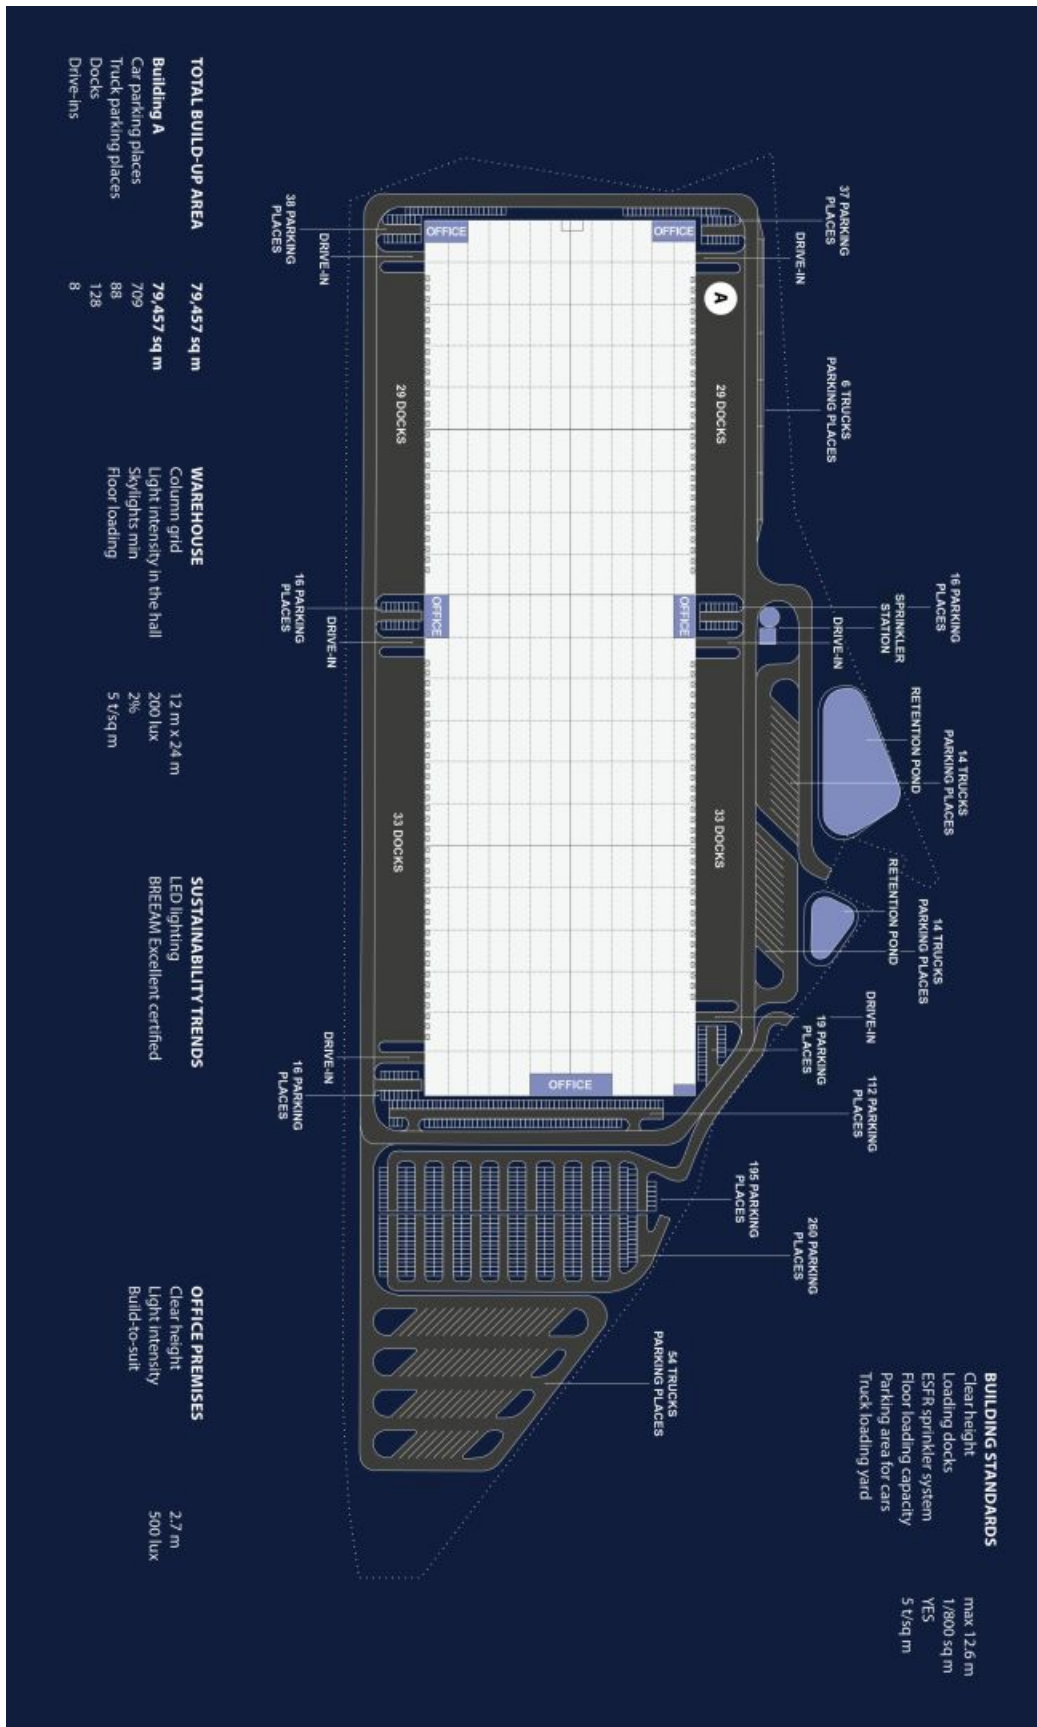 BUILDING STANDARDS
Clear height max 12.6 m
Loading docks 1/800 sq m
ESFR sprinkler system YES
Floor loading capacity 5 t/sq m
Parking area for cars
Truck loading yard
16 PARKING
PLACES
SPRINKLER
STATION
DRIVE-IN
14 TRUCKS
PARKING PLACES
RETENTION POND
14 TRUCKS
PARKING PLACES
RETENTION POND
37 PARKING
PLACES
DRIVE-IN
6 TRUCKS
PARKING PLACES
DRIVE-IN
19 PARKING
PLACES
112 PARKING
PLACES
195 PARKING
PLACES
260 PARKING
PLACES
54 TRUCKS
PARKING PLACES
A
29 DOCKS
33 DOCKS
OFFICE
OFFICE
OFFICE
OFFICE
OFFICE
29 DOCKS
33 DOCKS
DRIVE-IN
38 PARKING
PLACES
DRIVE-IN
16 PARKING
PLACES
DRIVE-IN
16 PARKING
PLACES
TOTAL BUILD-UP AREA 79,457 sq m
Building A 79,457 sq m
Car parking places 709
Truck parking places 88
Docks 128
Drive-ins 8
WAREHOUSE
Column grid 12 m x 24 m
Light intensity in the hall 200 lux
Skylights min 2%
Floor loading 5 t/sq m
SUSTAINABILITY TRENDS
LED lighting
BREEAM Excellent certified
OFFICE PREMISES
Clear height 2.7 m
Light intensity 500 lux
Build-to-suit